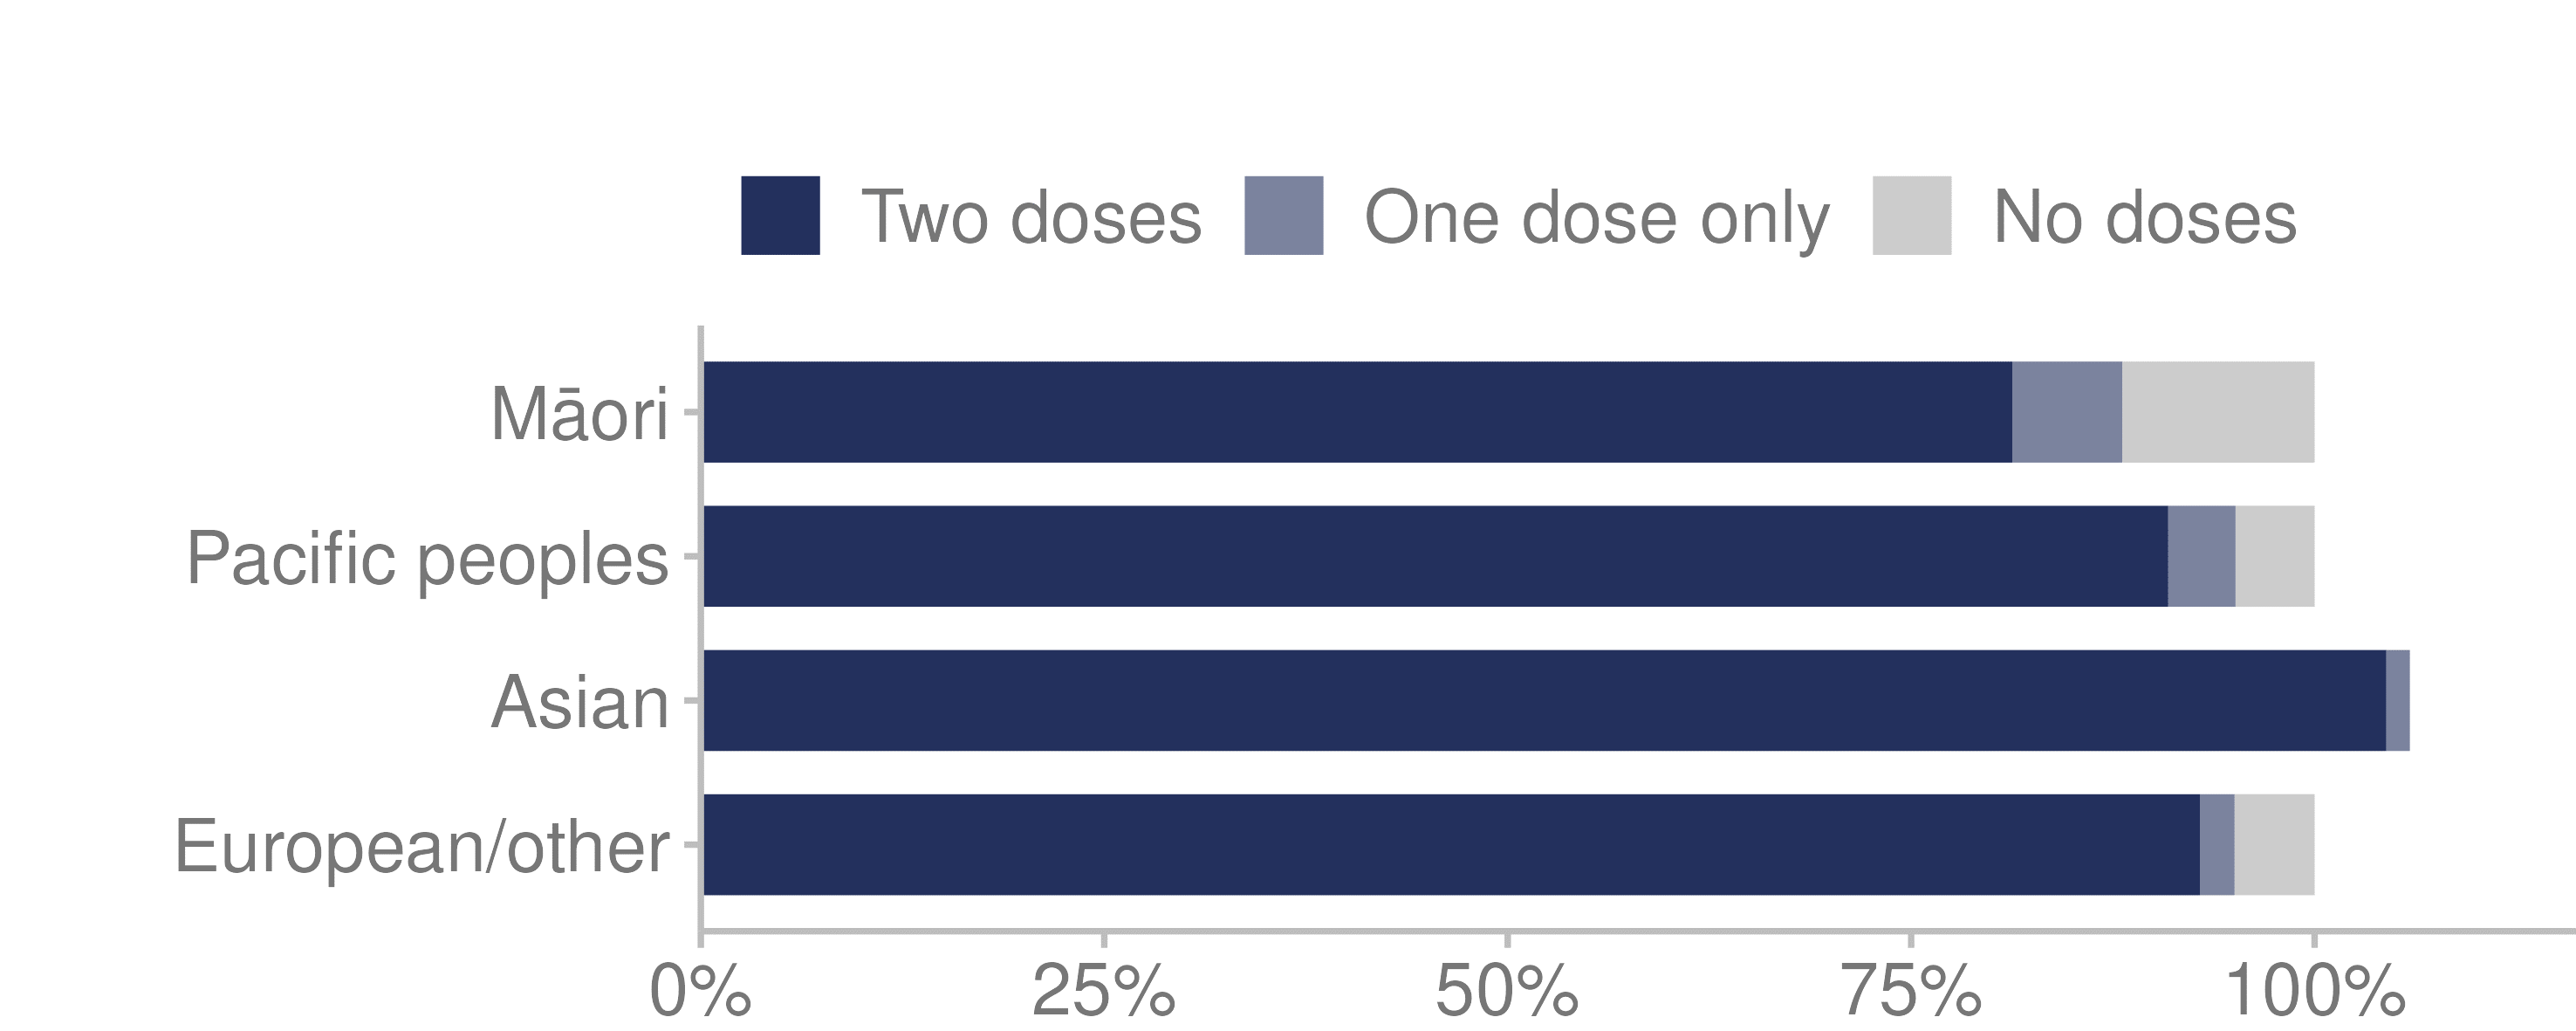 Two doses One dose only No doses
Māori
Pacific peoples
Asian
European/other
0% 25% 50% 75% 100%